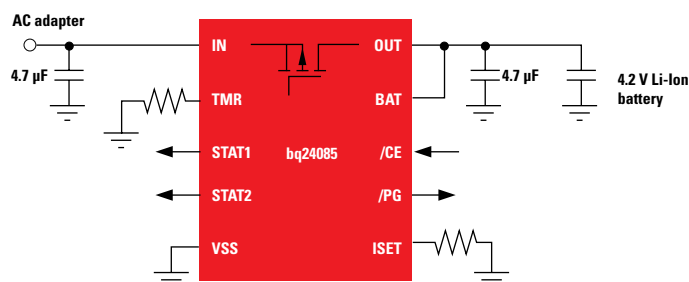 AC adapter
IN
OUT
4.7 µF
4.7 µF
4.2 V Li-Ion
battery
TMR
BAT
STAT1
bq24085
/CE
STAT2
/PG
VSS
ISET